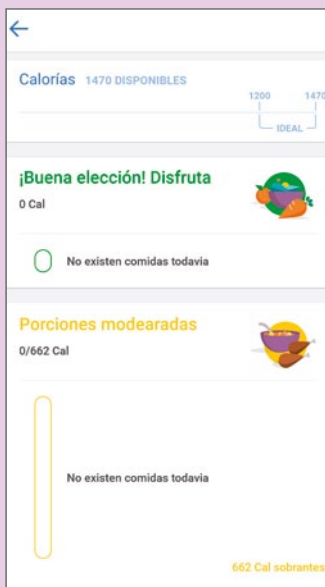 Calorías 1470 DISPONIBLES
1200 1470
IDEAL
¡Buena elección! Disfruta
0 Cal
No existen comidas todavia
Porciones modearadas
0/662 Cal
No existen comidas todavia
662 Cal sobrantes